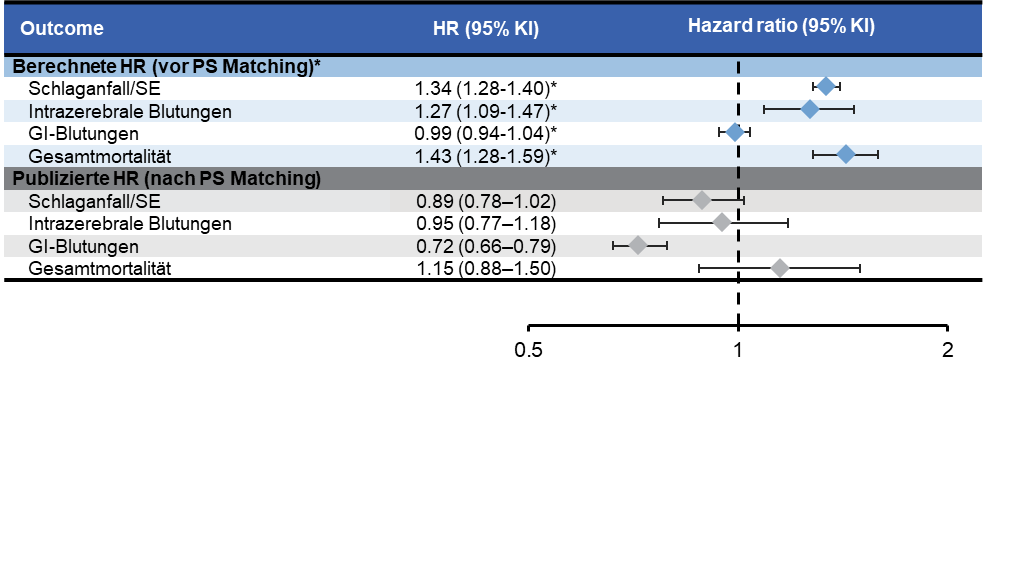 Outcome HR (95% KI) Hazard ratio (95% KI)
Berechnete HR (vor PS Matching)*
Schlaganfall/SE 1.34 (1.28-1.40)*
Intrazerebrale Blutungen 1.27 (1.09-1.47)*
GI-Blutungen 0.99 (0.94-1.04)*
Gesamtmortalität 1.43 (1.28-1.59)*
Publizierte HR (nach PS Matching)
Schlaganfall/SE 0.89 (0.78–1.02)
Intrazerebrale Blutungen 0.95 (0.77–1.18)
GI-Blutungen 0.72 (0.66–0.79)
Gesamtmortalität 1.15 (0.88–1.50)
0.5 1 2